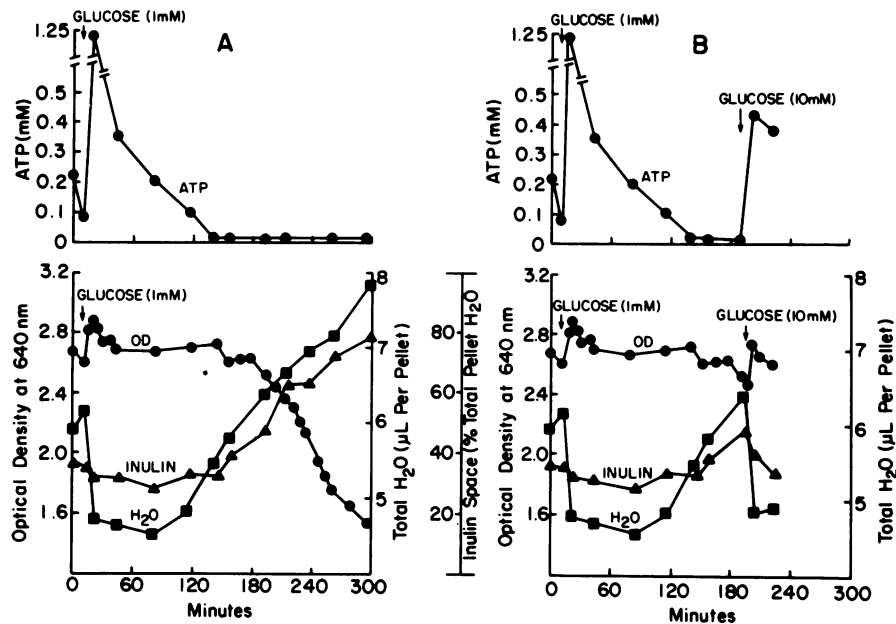 GLUCOSE (1mM)
A
1.25
0.5
0.4
0.3
0.2
0.1
0
ATP (mM)
ATP
GLUCOSE (1mM)
B
1.25
0.5
0.4
0.3
0.2
0.1
0
ATP (mM)
GLUCOSE (10mM)
ATP
3.2
2.8
2.4
2.0
1.6
Optical Density at 640 nm
GLUCOSE (1mM)
OD
INULIN
H2O
8
7
6
5
Total H2O (µL Per Pellet)
0 60 120 180 240 300
Minutes
80
60
40
20
Inulin Space (% Total Pellet H2O)
3.2
2.8
2.4
2.0
1.6
Optical Density at 640 nm
GLUCOSE (1mM)
GLUCOSE (10mM)
OD
INULIN
H2O
8
7
6
5
Total H2O (µL Per Pellet)
0 60 120 180 240 300
Minutes